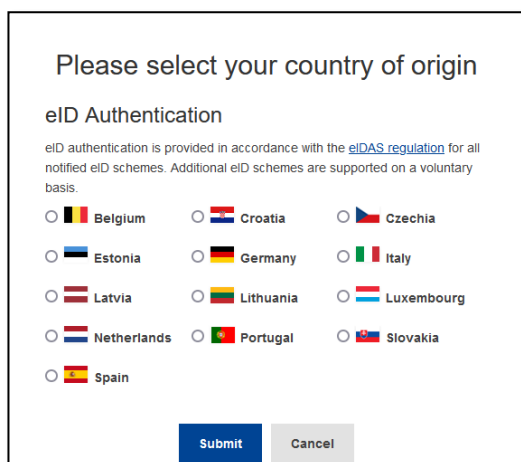 Please select your country of origin
eID Authentication
eID authentication is provided in accordance with the eIDAS regulation for all
notified eID schemes. Additional eID schemes are supported on a voluntary
basis.
Belgium Croatia Czechia
Estonia Germany Italy
Latvia Lithuania Luxembourg
Netherlands Portugal Slovakia
Spain
Submit Cancel